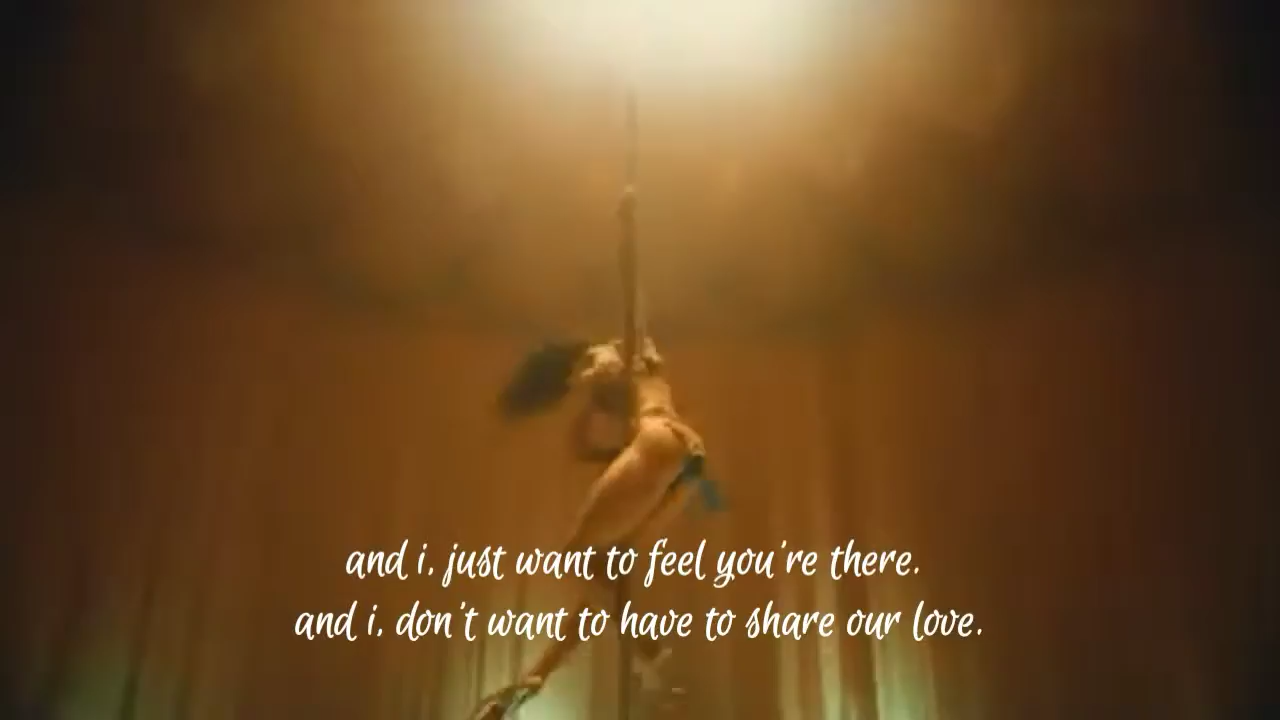 and i, just want to feel you're there.
and i, don't want to have to share our love.